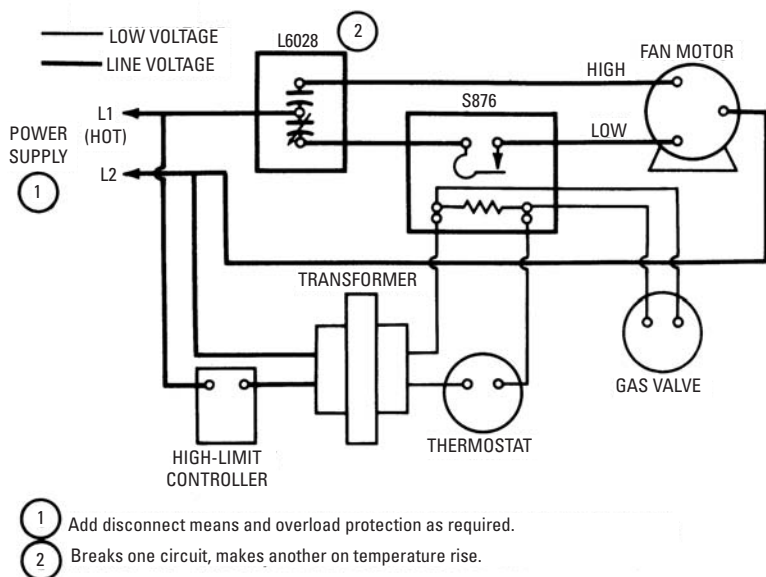 LOW VOLTAGE
LINE VOLTAGE
L6028
2
FAN MOTOR
HIGH
S876
L1
(HOT)
LOW
POWER
SUPPLY
1
L2
TRANSFORMER
GAS VALVE
THERMOSTAT
HIGH-LIMIT
CONTROLLER
1 Add disconnect means and overload protection as required.
2 Breaks one circuit, makes another on temperature rise.